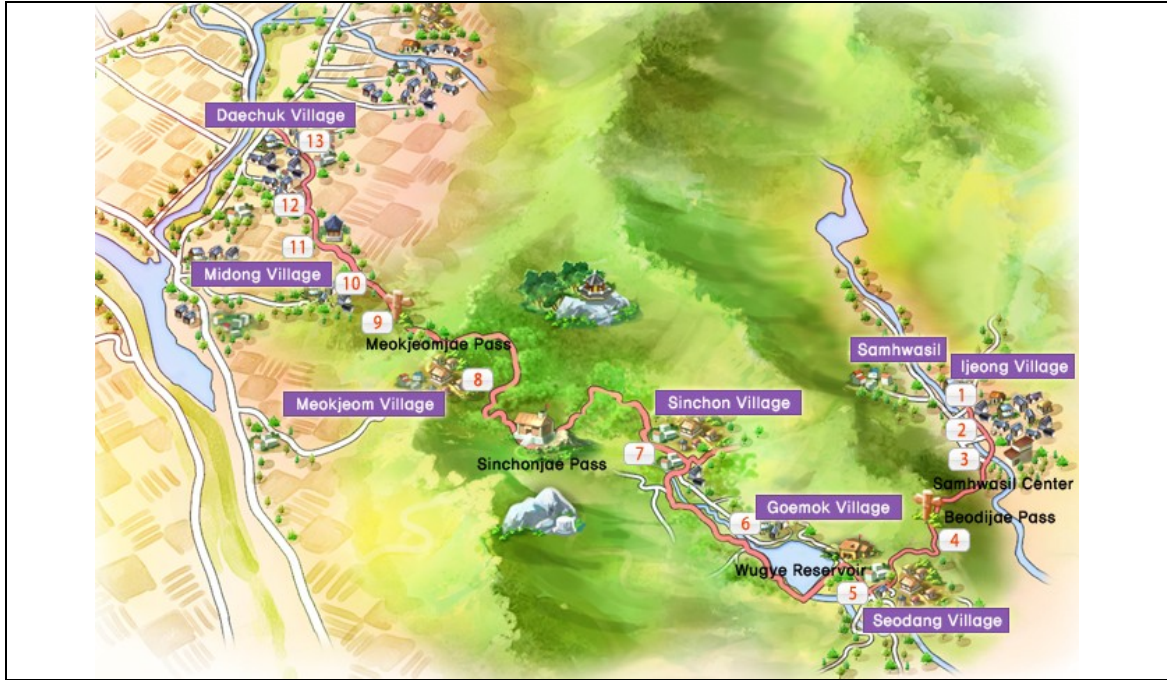 Daechuk Village
13
12
11
Midong Village
10
9
Meokjeomjae Pass
8
Meokjeom Village
Sinchonjae Pass
Sinchon Village
7
Samhwasil
Ijeong Village
1
2
3
Samhwasil Center
Beodijae Pass
4
Goemok Village
6
Wugye Reservoir
5
Seodang Village